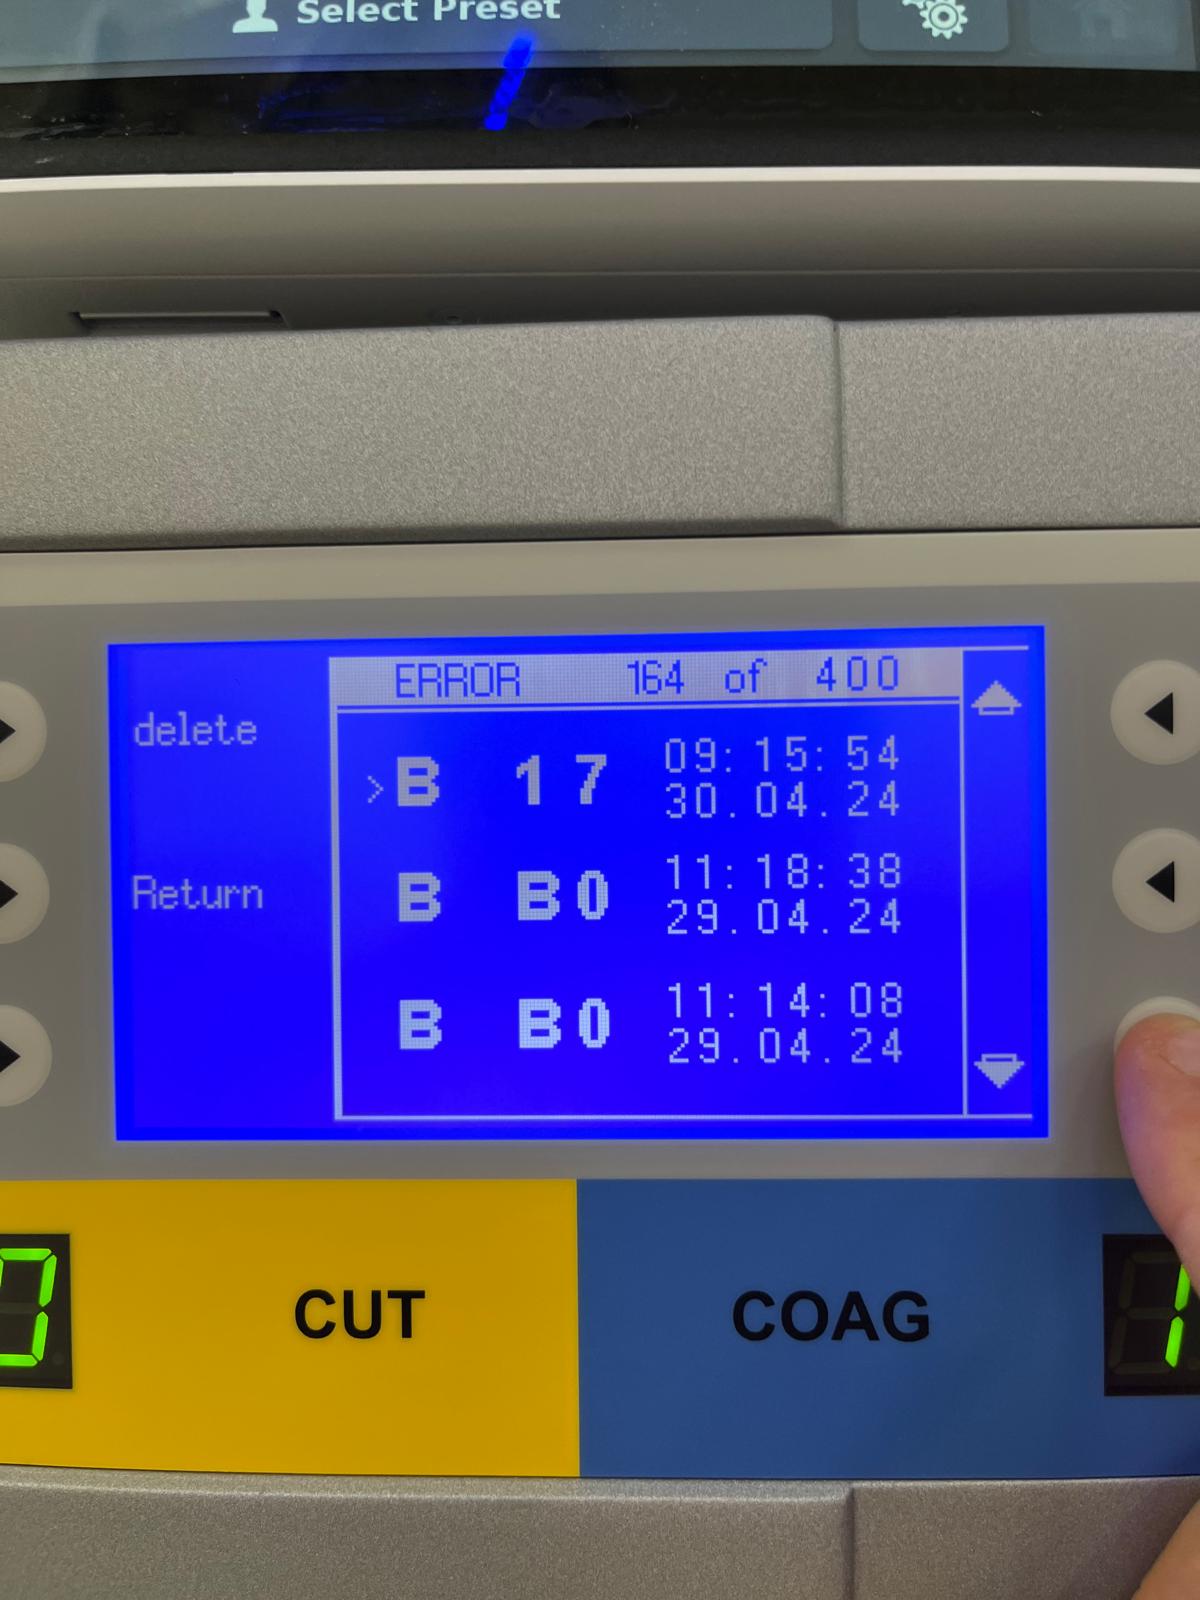 Select Preset
ERROR 164 of 400
delete
> B 17 09:15:54
30.04.24
Return
B B0 11:18:38
29.04.24
B B0 11:14:08
29.04.24
CUT
COAG